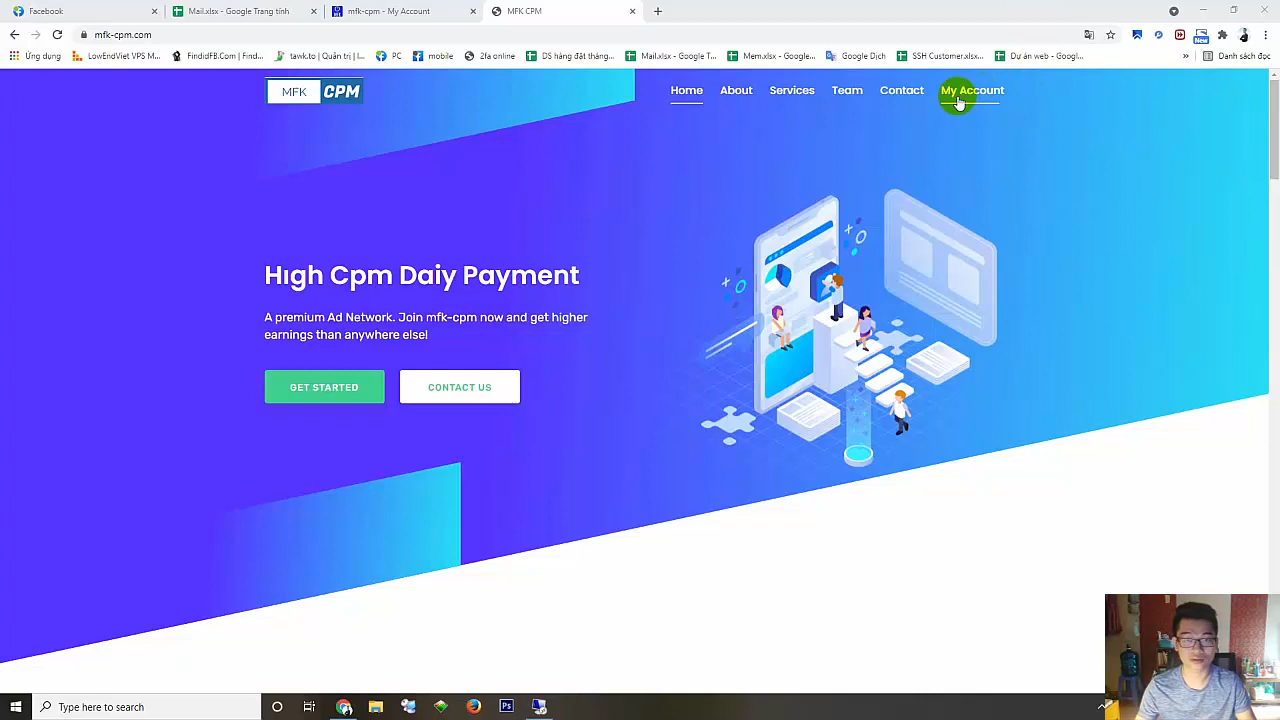 Facebook
Mail.xlsx - Google Trang tính
mfk-cpm - My Account
MFK CPM
mfk-cpm.com
Ứng dụng
LowEndViet VPS M...
FindidFB.Com | Find...
tawk.to | Quản trị | H...
PC
mobile
2fa online
DS hàng đặt tháng...
Mail.xlsx - Google T...
Mem.xlsx - Google...
Google Dịch
SSH Customer.xlsx...
Dự án web - Googl...
»
Danh sách đọc
New
MFK CPM
Home
About
Services
Team
Contact
My Account
Hıgh Cpm Daiy Payment
A premium Ad Network. Join mfk-cpm now and get higher
earnings than anywhere else!
GET STARTED
CONTACT US
Type here to search
Ps